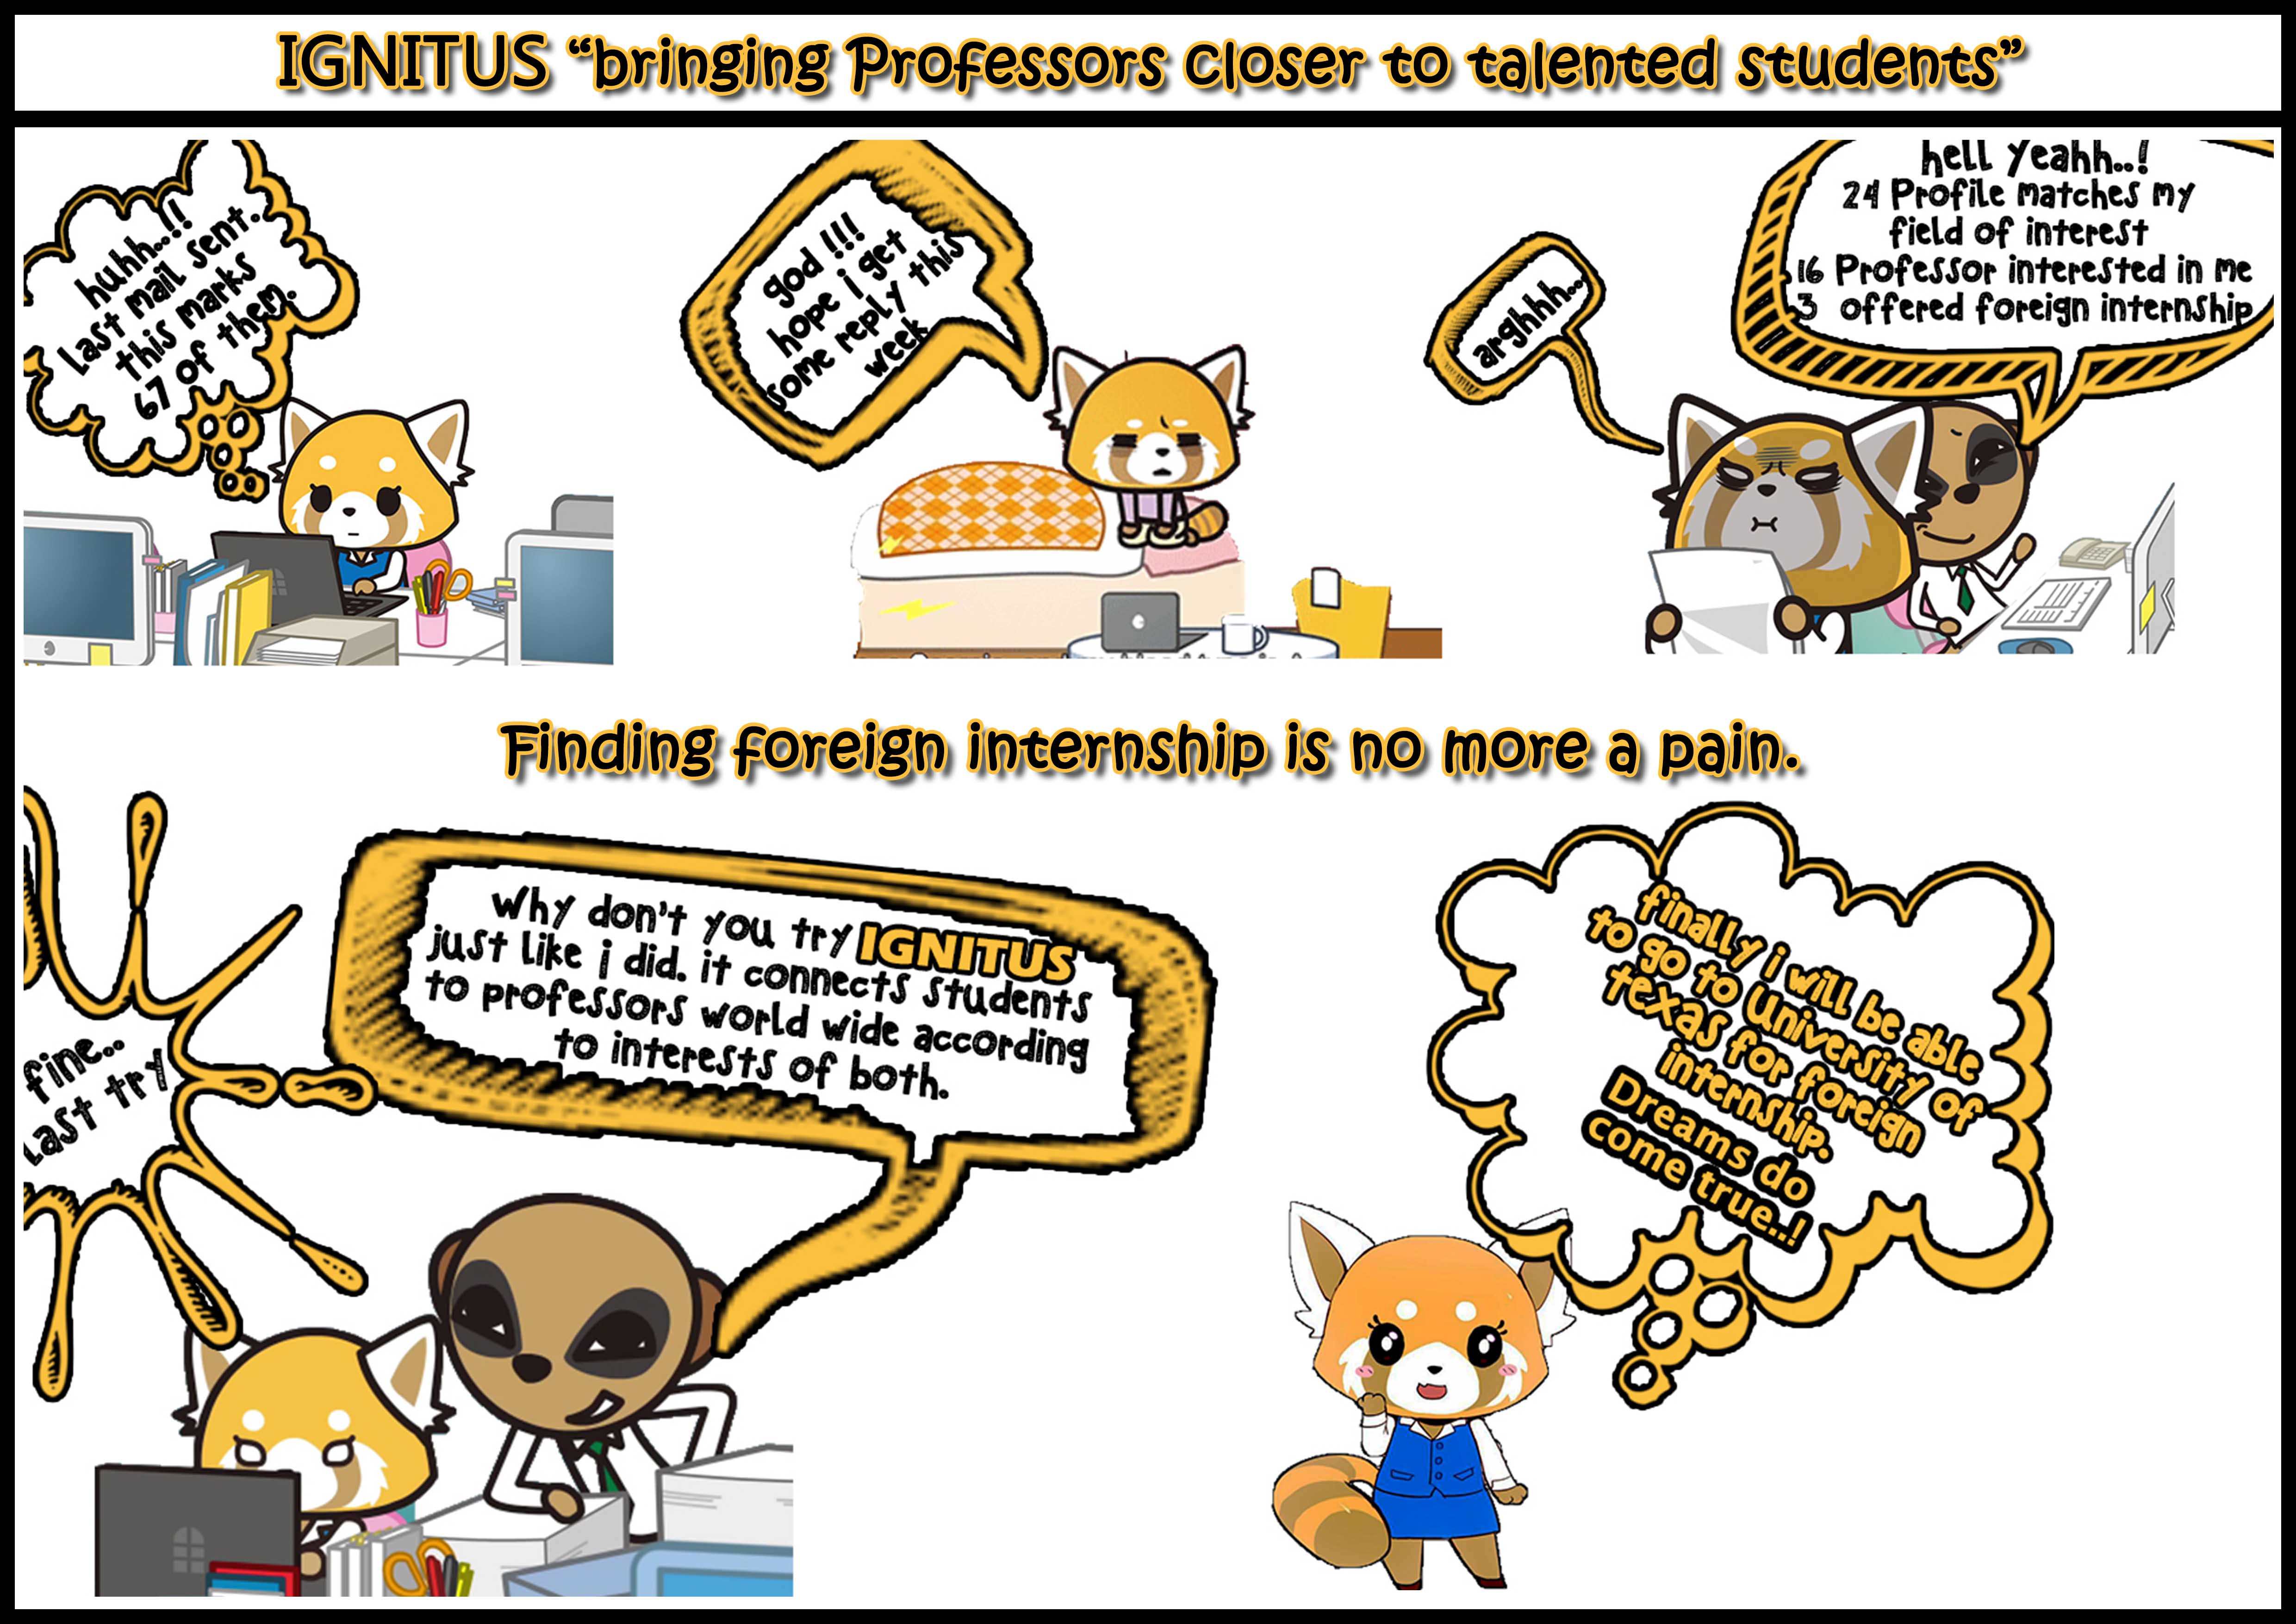 IGNITUS “bringing Professors closer to talented students”
huhh..!!
last mail sent.
this marks
67 of them.
god !!!
hope i get
some reply this
week
arghhh...
hell yeahh..!
24 Profile matches my
field of interest
16 Professor interested in me
3 offered foreign internship
Finding foreign internship is no more a pain.
fine..
last try
Why don't you try IGNITUS
just like i did. it connects students
to professors world wide according
to interests of both.
finally i will be able
to go to University of
texas for foreign
internship.
Dreams do
come true..!